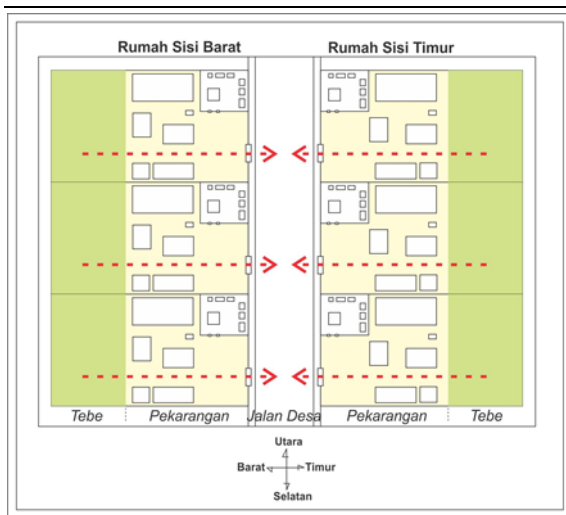 Rumah Sisi Barat Rumah Sisi Timur
Tebe Pekarangan Jalan Desa Pekarangan Tebe
Utara
Barat Timur
Selatan